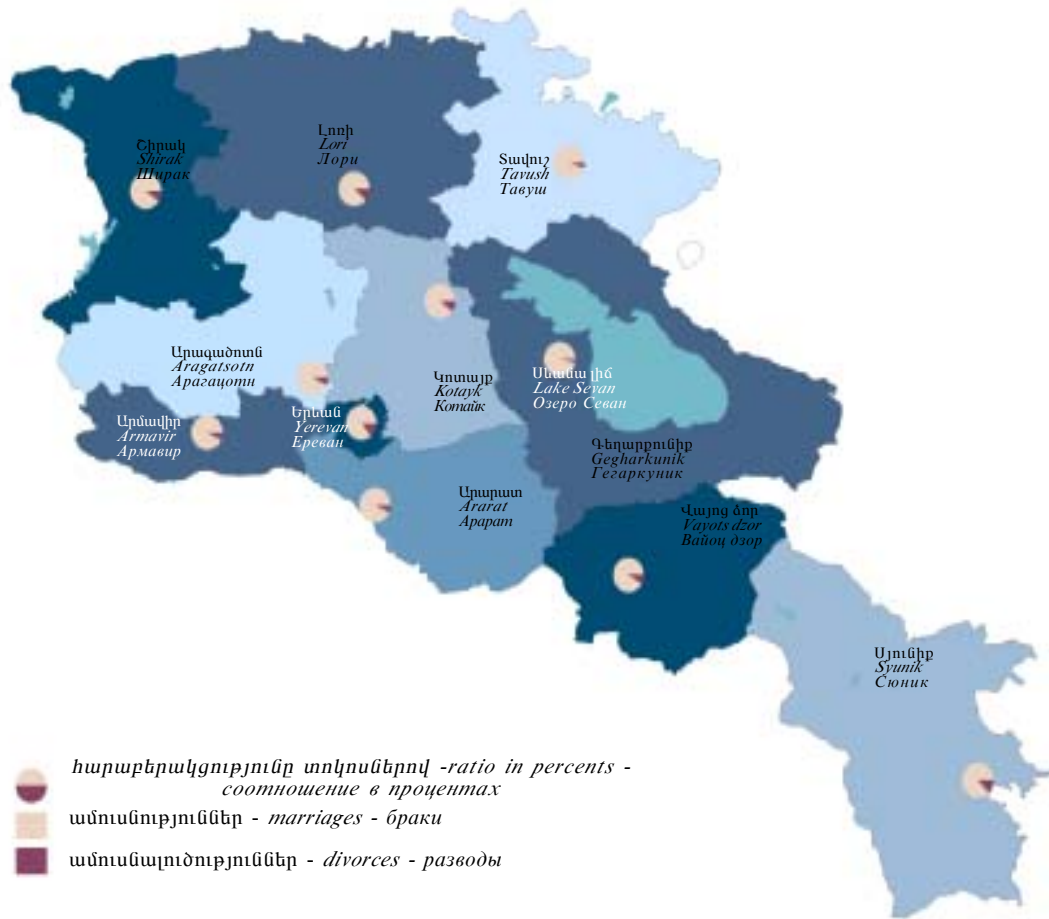 Շիրակ
Shirak
Ширак
Լոռի
Lori
Лори
Տավուշ
Tavush
Тавуш
Արագածոտն
Aragatsotn
Арагацотн
Կոտայք
Kotayk
Котайк
Սևանա լիճ
Lake Sevan
Озеро Севан
Արմավիր
Armavir
Армавир
Երևան
Yerevan
Ереван
Գեղարքունիք
Gegharkunik
Гегаркуник
Արարատ
Ararat
Арарат
Վայոց ձոր
Vayots dzor
Вайоц дзор
Սյունիք
Syunik
Сюник
հարաբերակցությունը տոկոսներով -ratio in percents -
соотношение в процентах
ամուսնություններ - marriages - браки
ամուսնալուծություններ - divorces - разводы